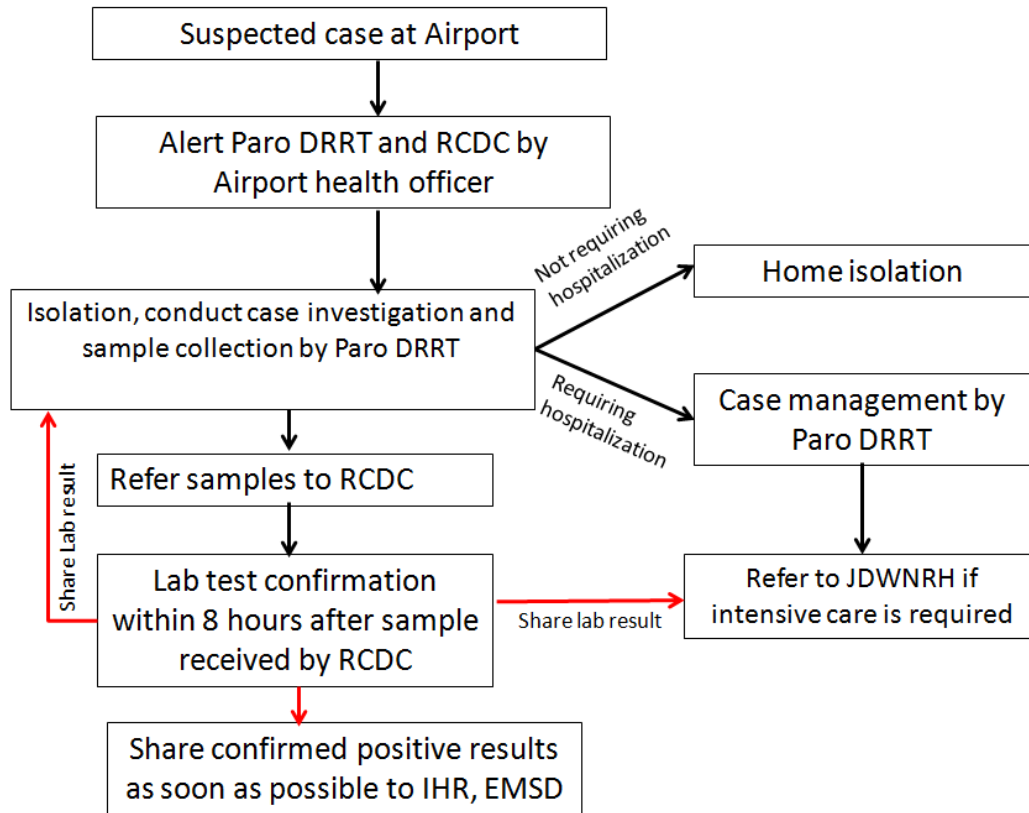 Suspected case at Airport
Alert Paro DRRT and RCDC by
Airport health officer
Isolation, conduct case investigation and
sample collection by Paro DRRT
Not requiring
hospitalization
Home isolation
Requiring
hospitalization
Case management by
Paro DRRT
Refer samples to RCDC
Share Lab result
Lab test confirmation
within 8 hours after sample
received by RCDC
Share lab result
Refer to JDWNRH if
intensive care is required
Share confirmed positive results
as soon as possible to IHR, EMSD